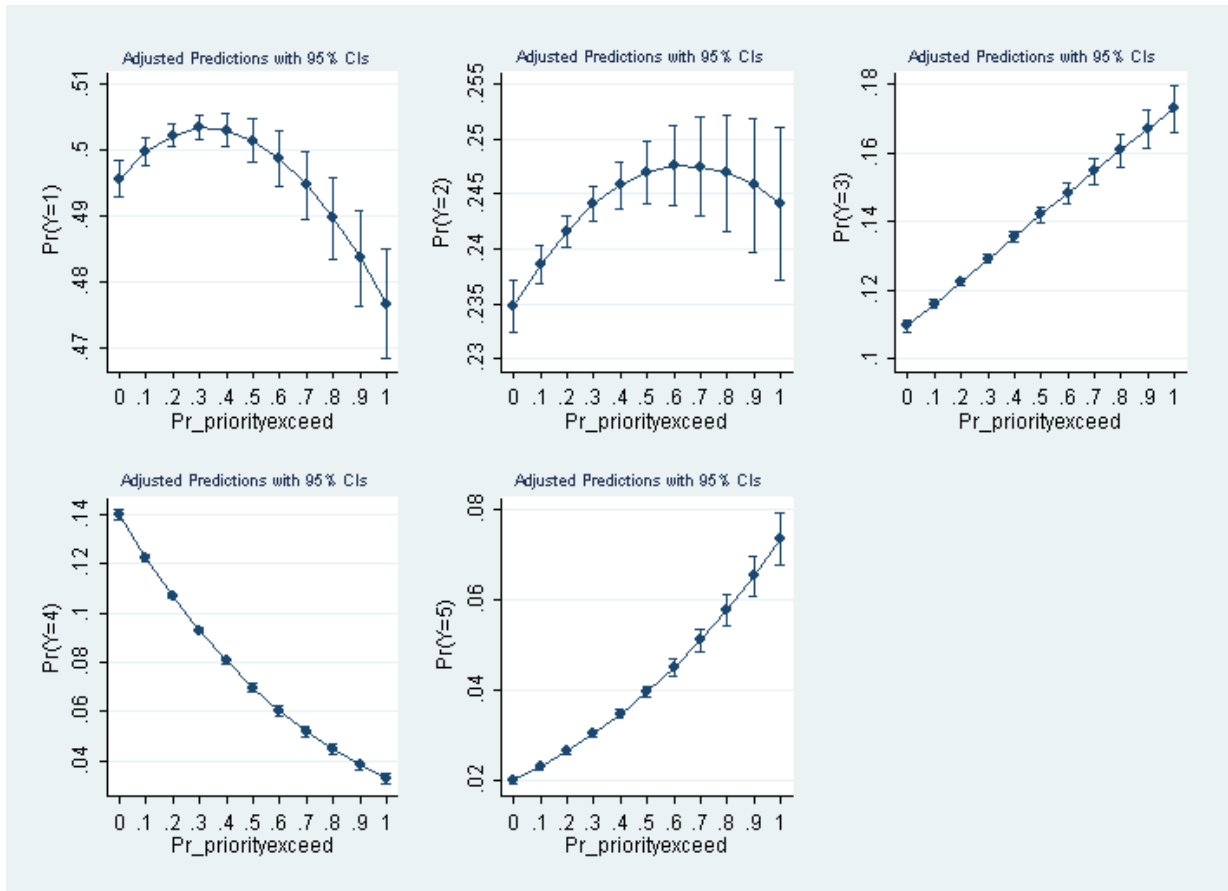 Adjusted Predictions with 95% CIs
Pr(Y=1)
.51
.5
.49
.48
.47
0 .1 .2 .3 .4 .5 .6 .7 .8 .9 1
Pr_priorityexceed
Adjusted Predictions with 95% CIs
Pr(Y=2)
.255
.25
.245
.24
.235
.23
0 .1 .2 .3 .4 .5 .6 .7 .8 .9 1
Pr_priorityexceed
Adjusted Predictions with 95% CIs
Pr(Y=3)
.18
.16
.14
.12
.1
0 .1 .2 .3 .4 .5 .6 .7 .8 .9 1
Pr_priorityexceed
Adjusted Predictions with 95% CIs
Pr(Y=4)
.14
.12
.1
.08
.06
.04
0 .1 .2 .3 .4 .5 .6 .7 .8 .9 1
Pr_priorityexceed
Adjusted Predictions with 95% CIs
Pr(Y=5)
.08
.06
.04
.02
0 .1 .2 .3 .4 .5 .6 .7 .8 .9 1
Pr_priorityexceed